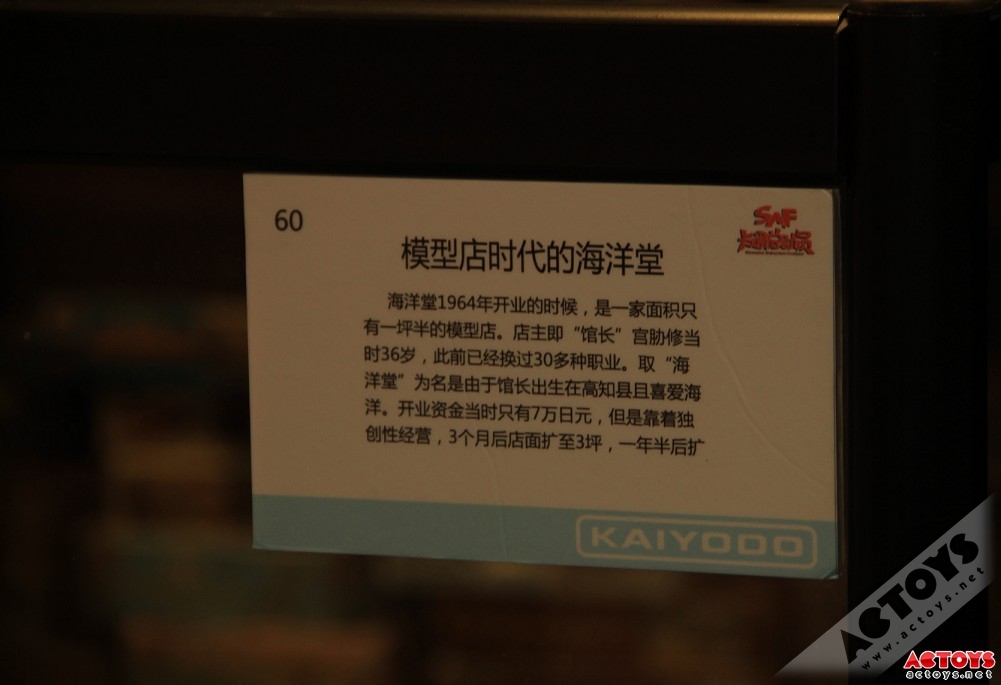 60
SAF
模型店时代的海洋堂
海洋堂1964年开业的时候，是一家面积只
有一坪半的模型店。店主即“馆长”宫胁修当
时36岁，此前已经换过30多种职业。取“海
洋堂”为名是由于馆长出生在高知县且喜爱海
洋。开业资金当时只有7万日元，但是靠着独
创性经营，3个月后店面扩至3坪，一年半后扩
KAIYODO
ACTOYS
www.actoys.net
ACTOYS
actoys.net